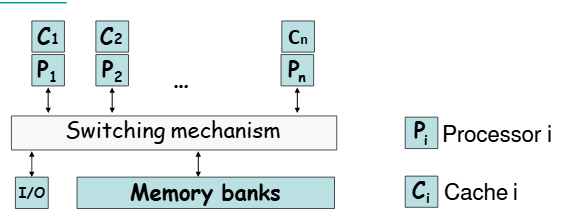 C1 C2 Cn
P1 P2 ... Pn
Switching mechanism
Pi Processor i
I/O Memory banks
Ci Cache i